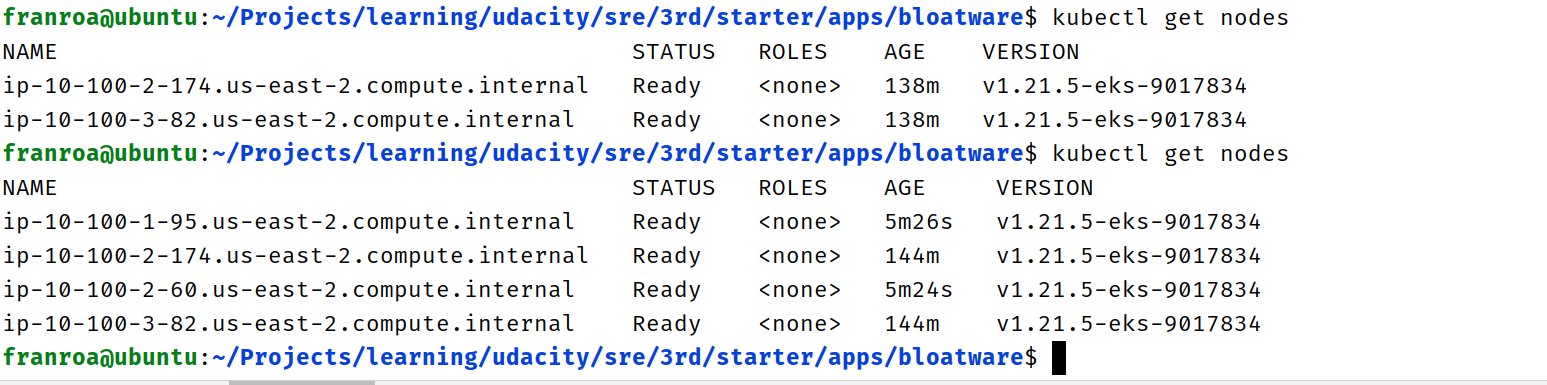 franroa@ubuntu:~/Projects/learning/udacity/sre/3rd/starter/apps/bloatware$ kubectl get nodes
NAME                                         STATUS   ROLES    AGE    VERSION
ip-10-100-2-174.us-east-2.compute.internal   Ready    <none>   138m   v1.21.5-eks-9017834
ip-10-100-3-82.us-east-2.compute.internal    Ready    <none>   138m   v1.21.5-eks-9017834
franroa@ubuntu:~/Projects/learning/udacity/sre/3rd/starter/apps/bloatware$ kubectl get nodes
NAME                                         STATUS   ROLES    AGE     VERSION
ip-10-100-1-95.us-east-2.compute.internal    Ready    <none>   5m26s   v1.21.5-eks-9017834
ip-10-100-2-174.us-east-2.compute.internal   Ready    <none>   144m    v1.21.5-eks-9017834
ip-10-100-2-60.us-east-2.compute.internal    Ready    <none>   5m24s   v1.21.5-eks-9017834
ip-10-100-3-82.us-east-2.compute.internal    Ready    <none>   144m    v1.21.5-eks-9017834
franroa@ubuntu:~/Projects/learning/udacity/sre/3rd/starter/apps/bloatware$